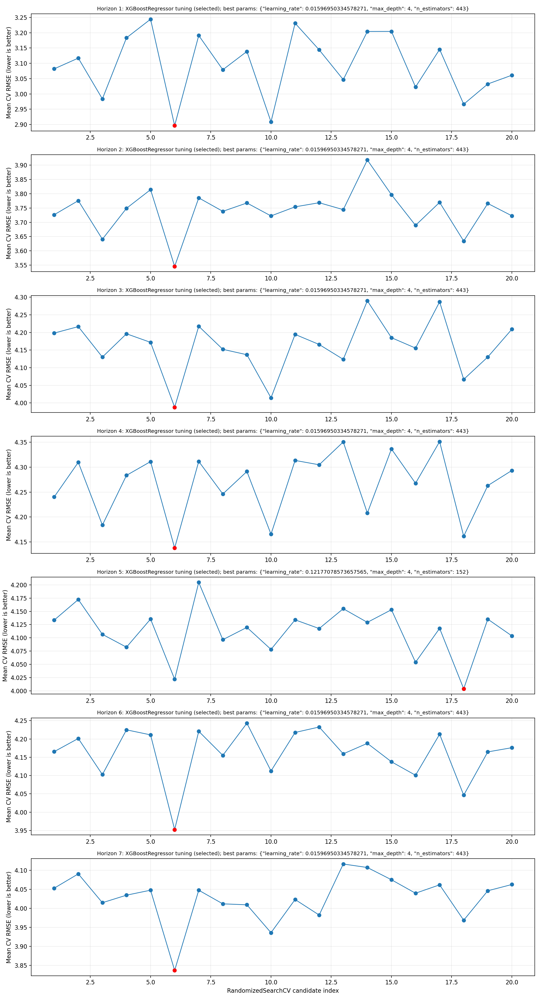 Horizon 1: XGBoostRegressor tuning (selected); best params: {"learning_rate": 0.01596950334578271, "max_depth": 4, "n_estimators": 443}
Mean CV RMSE (lower is better)
3.25
3.20
3.15
3.10
3.05
3.00
2.95
2.90
2.5 5.0 7.5 10.0 12.5 15.0 17.5 20.0
Horizon 2: XGBoostRegressor tuning (selected); best params: {"learning_rate": 0.01596950334578271, "max_depth": 4, "n_estimators": 443}
Mean CV RMSE (lower is better)
3.90
3.85
3.80
3.75
3.70
3.65
3.60
3.55
2.5 5.0 7.5 10.0 12.5 15.0 17.5 20.0
Horizon 3: XGBoostRegressor tuning (selected); best params: {"learning_rate": 0.01596950334578271, "max_depth": 4, "n_estimators": 443}
Mean CV RMSE (lower is better)
4.30
4.25
4.20
4.15
4.10
4.05
4.00
2.5 5.0 7.5 10.0 12.5 15.0 17.5 20.0
Horizon 4: XGBoostRegressor tuning (selected); best params: {"learning_rate": 0.01596950334578271, "max_depth": 4, "n_estimators": 443}
Mean CV RMSE (lower is better)
4.35
4.30
4.25
4.20
4.15
2.5 5.0 7.5 10.0 12.5 15.0 17.5 20.0
Horizon 5: XGBoostRegressor tuning (selected); best params: {"learning_rate": 0.12177078573657565, "max_depth": 4, "n_estimators": 152}
Mean CV RMSE (lower is better)
4.200
4.175
4.150
4.125
4.100
4.075
4.050
4.025
4.000
2.5 5.0 7.5 10.0 12.5 15.0 17.5 20.0
Horizon 6: XGBoostRegressor tuning (selected); best params: {"learning_rate": 0.01596950334578271, "max_depth": 4, "n_estimators": 443}
Mean CV RMSE (lower is better)
4.25
4.20
4.15
4.10
4.05
4.00
3.95
2.5 5.0 7.5 10.0 12.5 15.0 17.5 20.0
Horizon 7: XGBoostRegressor tuning (selected); best params: {"learning_rate": 0.01596950334578271, "max_depth": 4, "n_estimators": 443}
Mean CV RMSE (lower is better)
4.10
4.05
4.00
3.95
3.90
3.85
2.5 5.0 7.5 10.0 12.5 15.0 17.5 20.0
RandomizedSearchCV candidate index